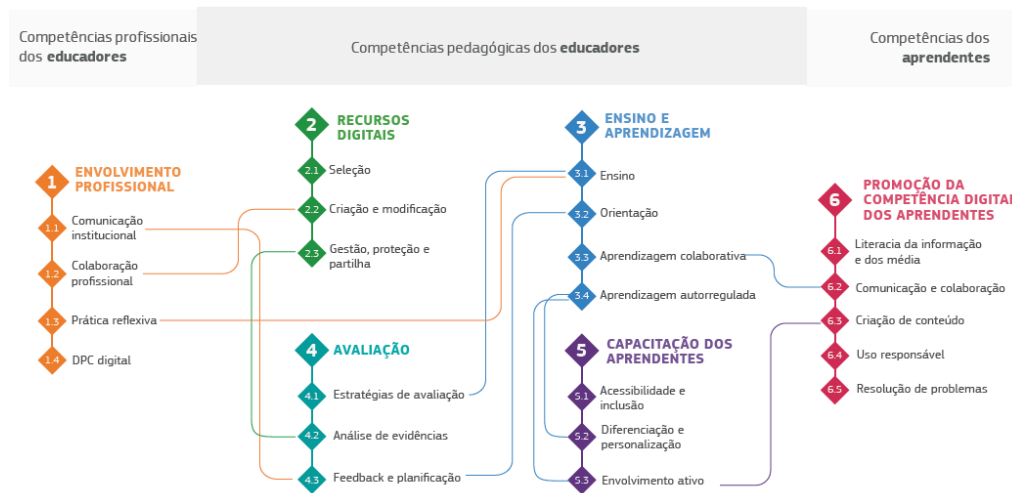 Competências profissionais
dos educadores
Competências pedagógicas dos educadores
Competências dos
aprendentes
1
ENVOLVIMENTO
PROFISSIONAL
1.1
Comunicação
institucional
1.2
Colaboração
profissional
1.3
Prática reflexiva
1.4
DPC digital
2
RECURSOS
DIGITAIS
2.1
Seleção
2.2
Criação e modificação
2.3
Gestão, proteção e
partilha
4
AVALIAÇÃO
4.1
Estratégias de avaliação
4.2
Análise de evidências
4.3
Feedback e planificação
3
ENSINO E
APRENDIZAGEM
3.1
Ensino
3.2
Orientação
3.3
Aprendizagem colaborativa
3.4
Aprendizagem autorregulada
5
CAPACITAÇÃO DOS
APRENDENTES
5.1
Acessibilidade e
inclusão
5.2
Diferenciação e
personalização
5.3
Envolvimento ativo
6
PROMOÇÃO DA
COMPETÊNCIA DIGITAL
DOS APRENDENTES
6.1
Literacia da informação
e dos média
6.2
Comunicação e colaboração
6.3
Criação de conteúdo
6.4
Uso responsável
6.5
Resolução de problemas